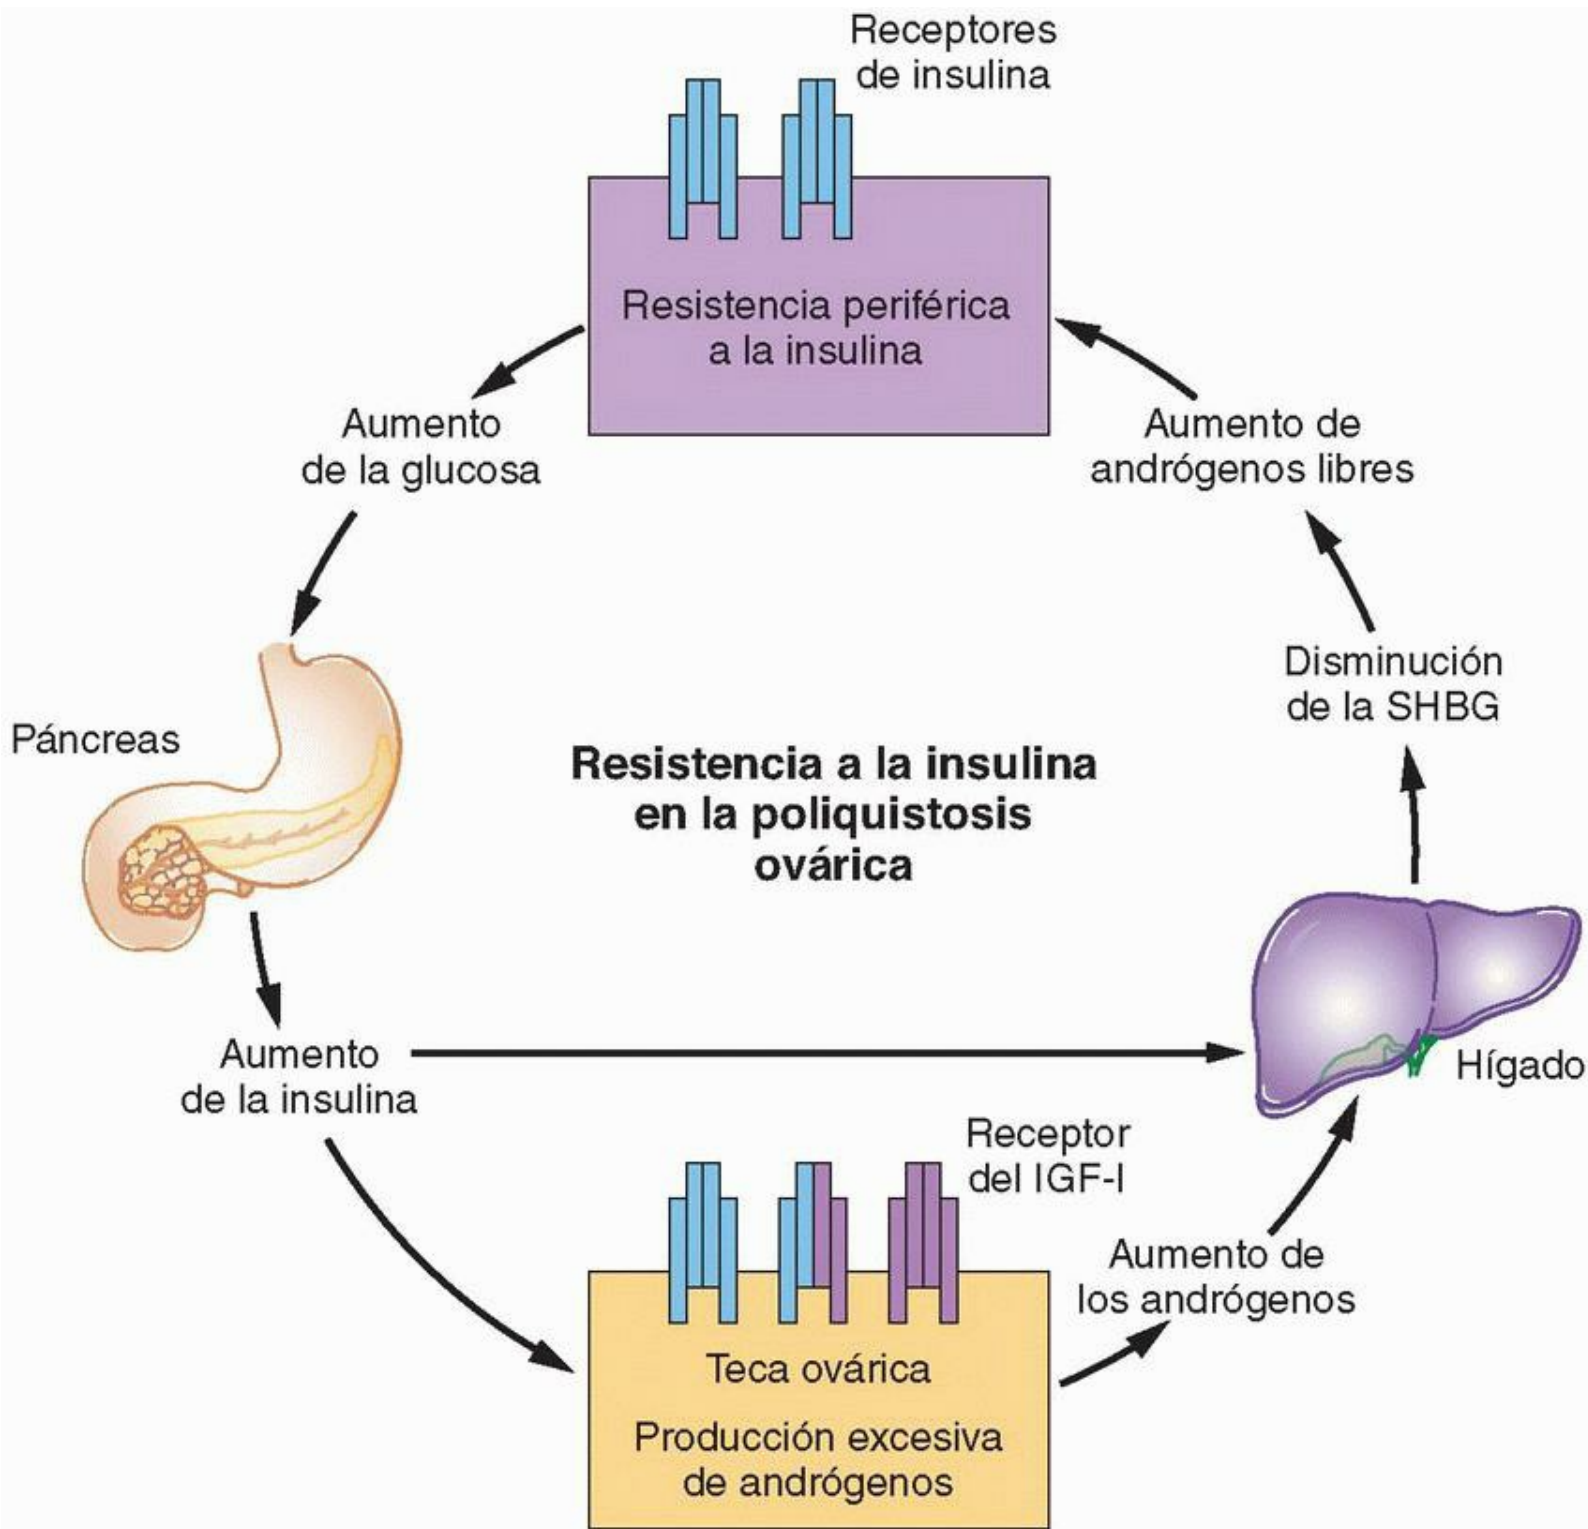 Receptores
de insulina
Resistencia periférica
a la insulina
Aumento
de la glucosa
Aumento de
andrógenos libres
Disminución
de la SHBG
Páncreas
Resistencia a la insulina
en la poliquistosis
ovárica
Hígado
Aumento
de la insulina
Receptor
del IGF-I
Aumento de
los andrógenos
Teca ovárica
Producción excesiva
de andrógenos